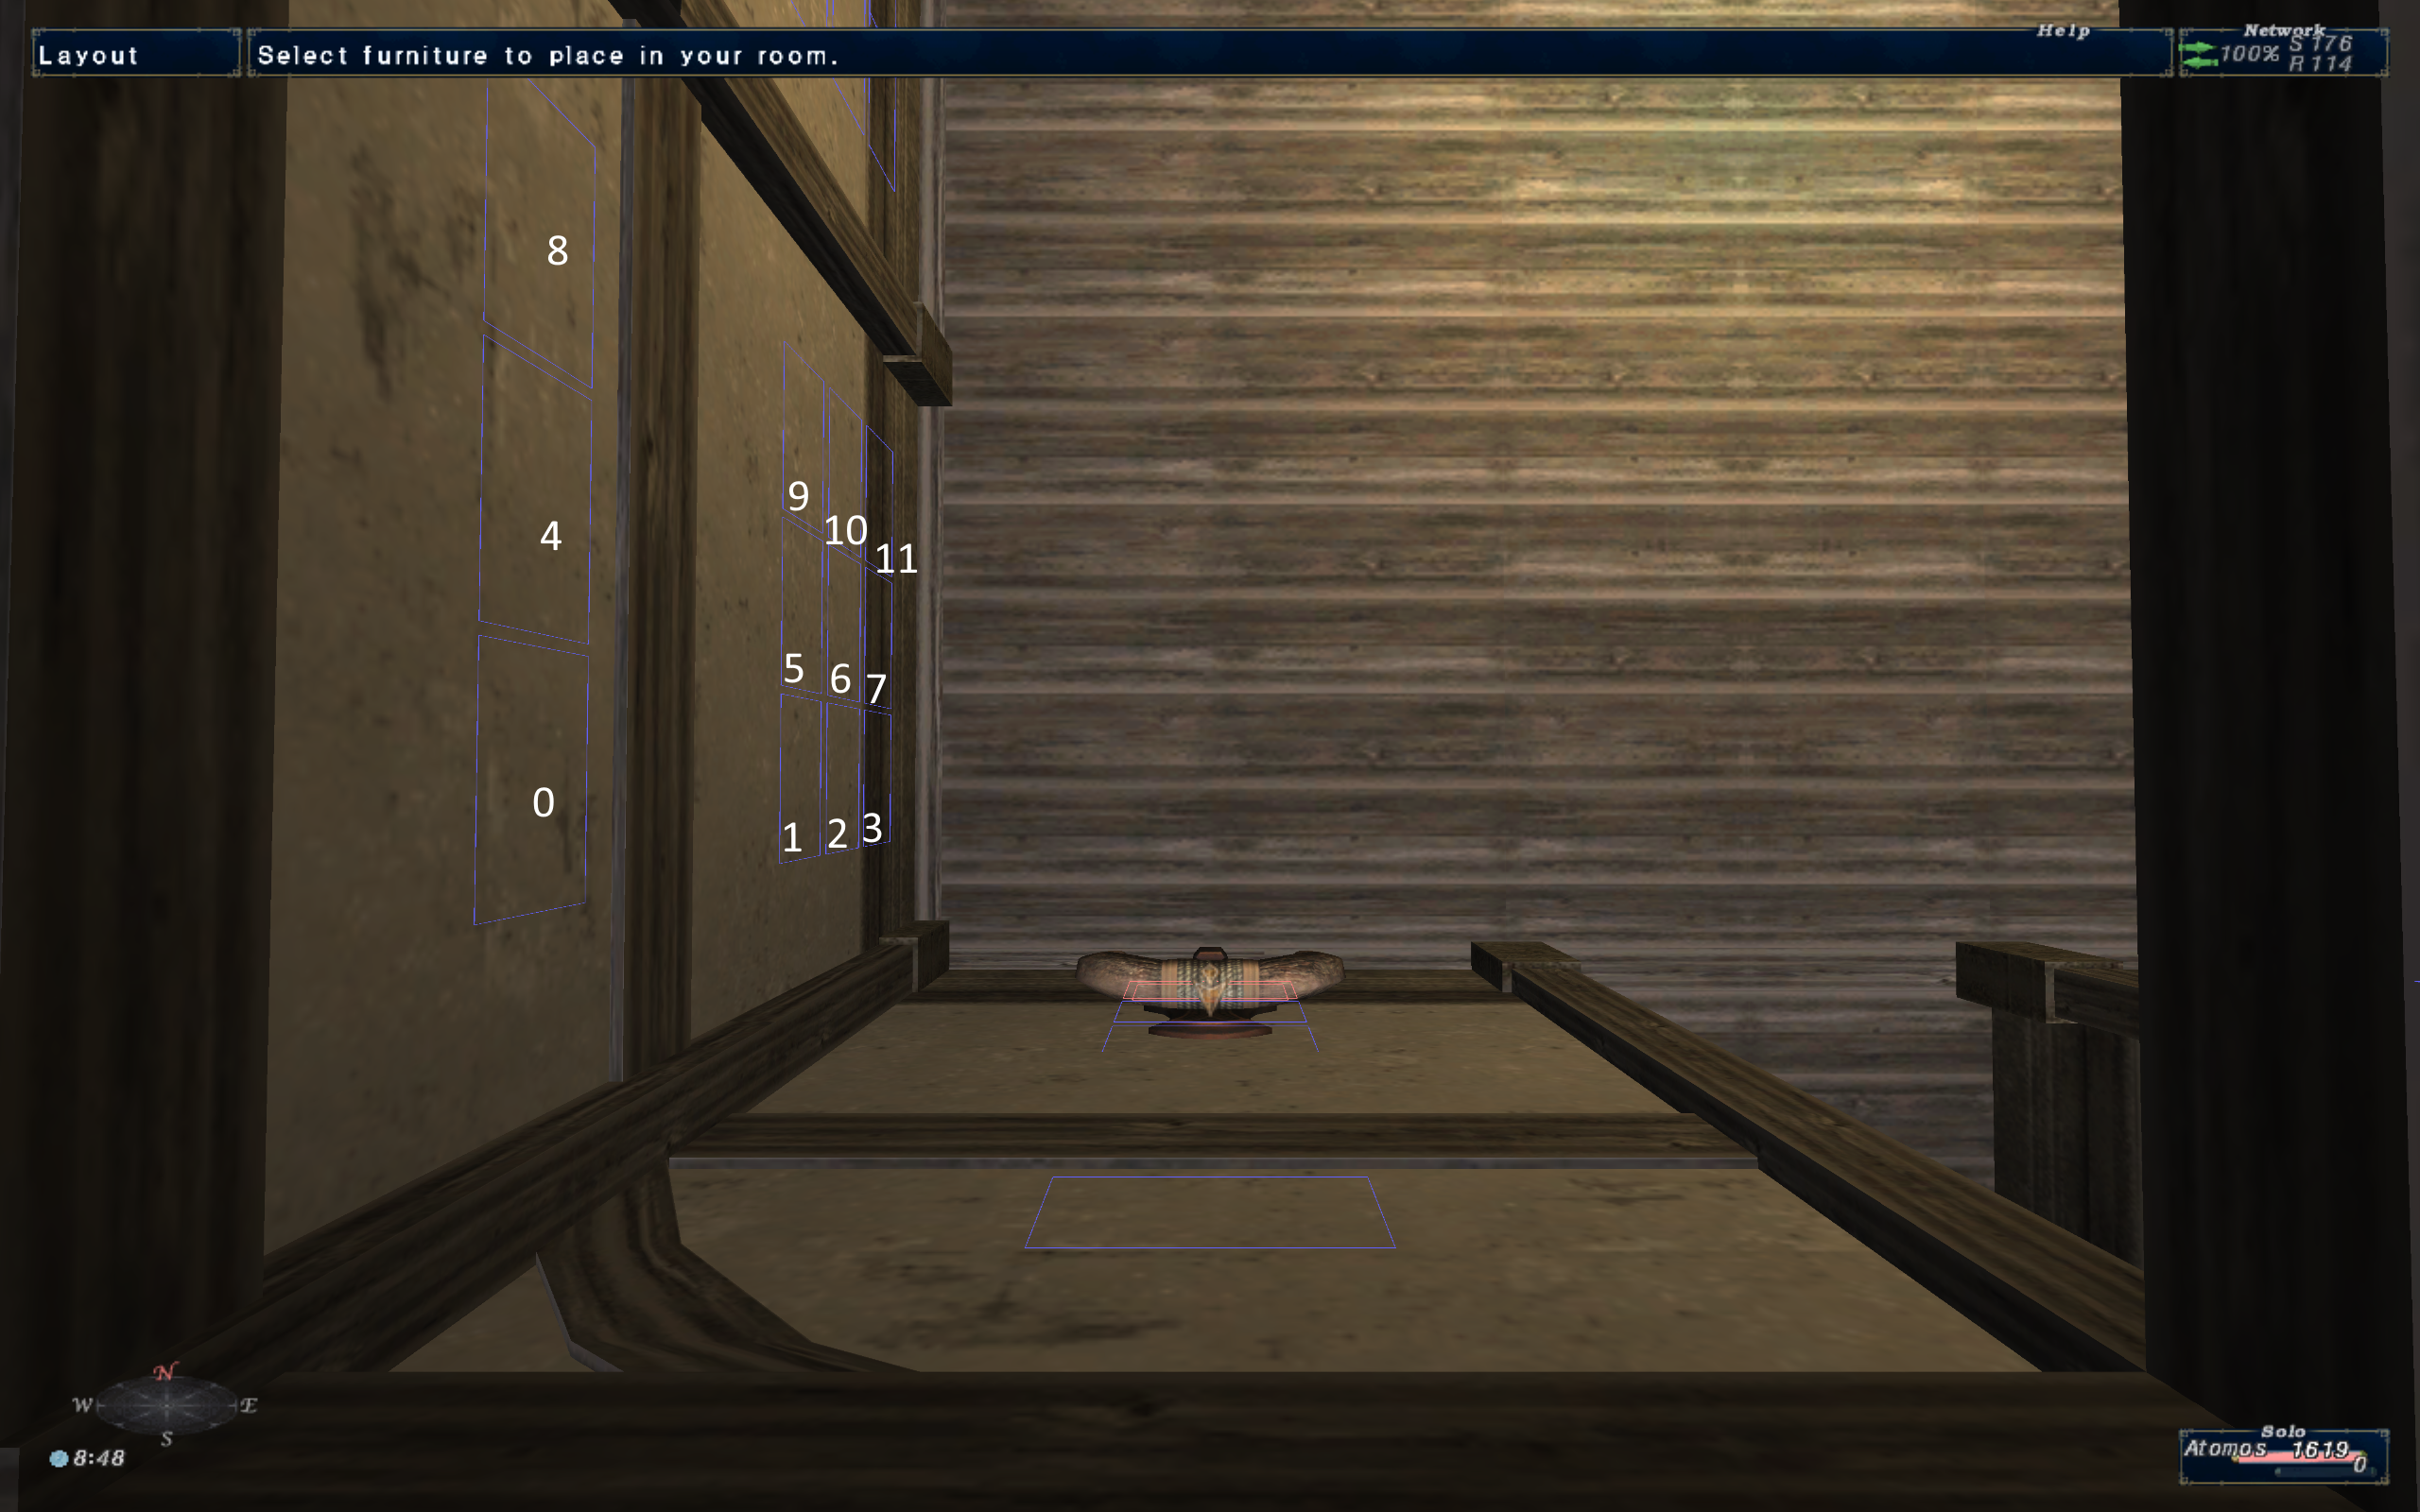 Help
Network
Layout
Select furniture to place in your room.
100%
S 176
R 114
8
4
0
9
10
11
5
6
7
1
2
3
N
W
E
S
8:48
Solo
Atomos 1619
0